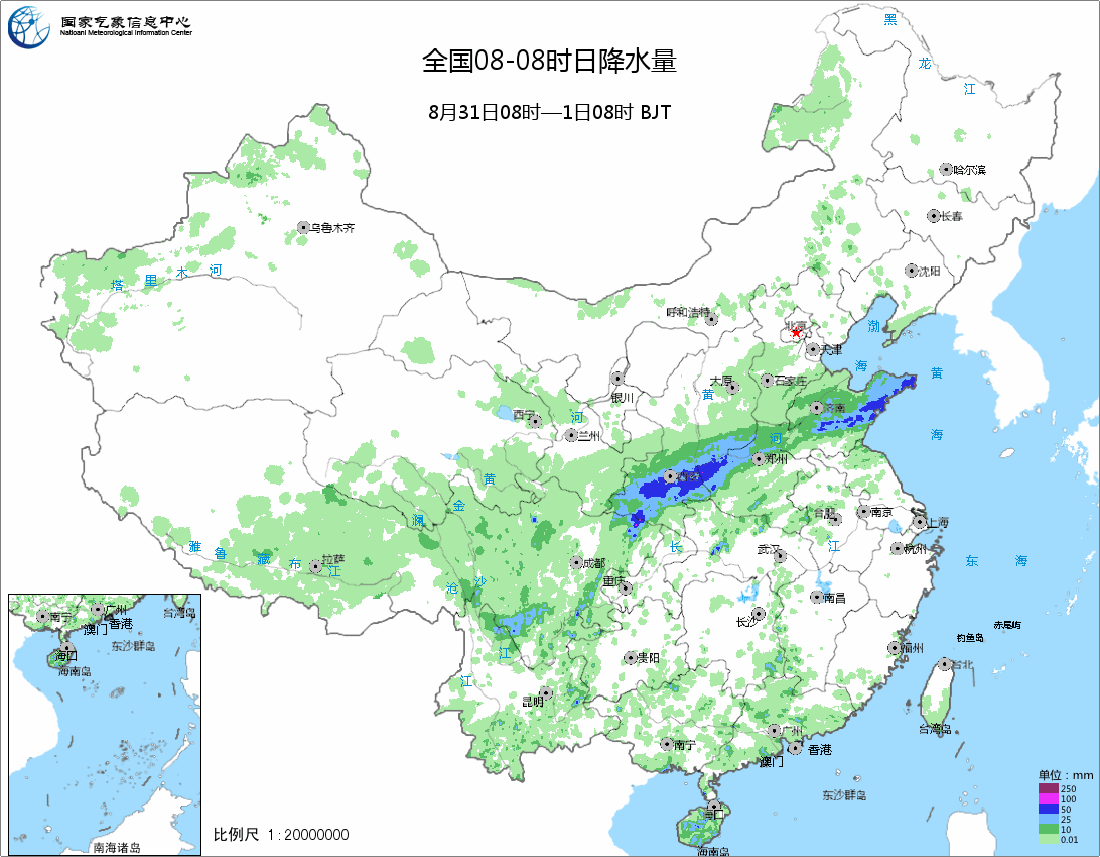 国家气象信息中心
National Meteorological Information Center
全国08-08时日降水量
8月31日08时—1日08时 BJT
黑
龙
江
哈尔滨
长春
沈阳
乌鲁木齐
塔
里
木
河
呼和浩特
北京
天津
渤
海
黄
海
太原
石家庄
黄
济南
银川
西宁
河
兰州
河
郑州
黄
金
澜
雅
鲁
藏
布
江
拉萨
沧
沙
江
江
成都
重庆
长
江
合肥
南京
上海
杭州
武汉
南昌
长沙
东
海
贵阳
昆明
福州
钓鱼岛
赤尾屿
台北
台湾岛
南宁
广州
香港
澳门
东沙群岛
海口
海南岛
南宁
广州
台湾岛
香港
澳门
东沙群岛
海口
海南岛
南海诸岛
比例尺 1:20000000
单位：mm
250
100
50
25
10
0.01